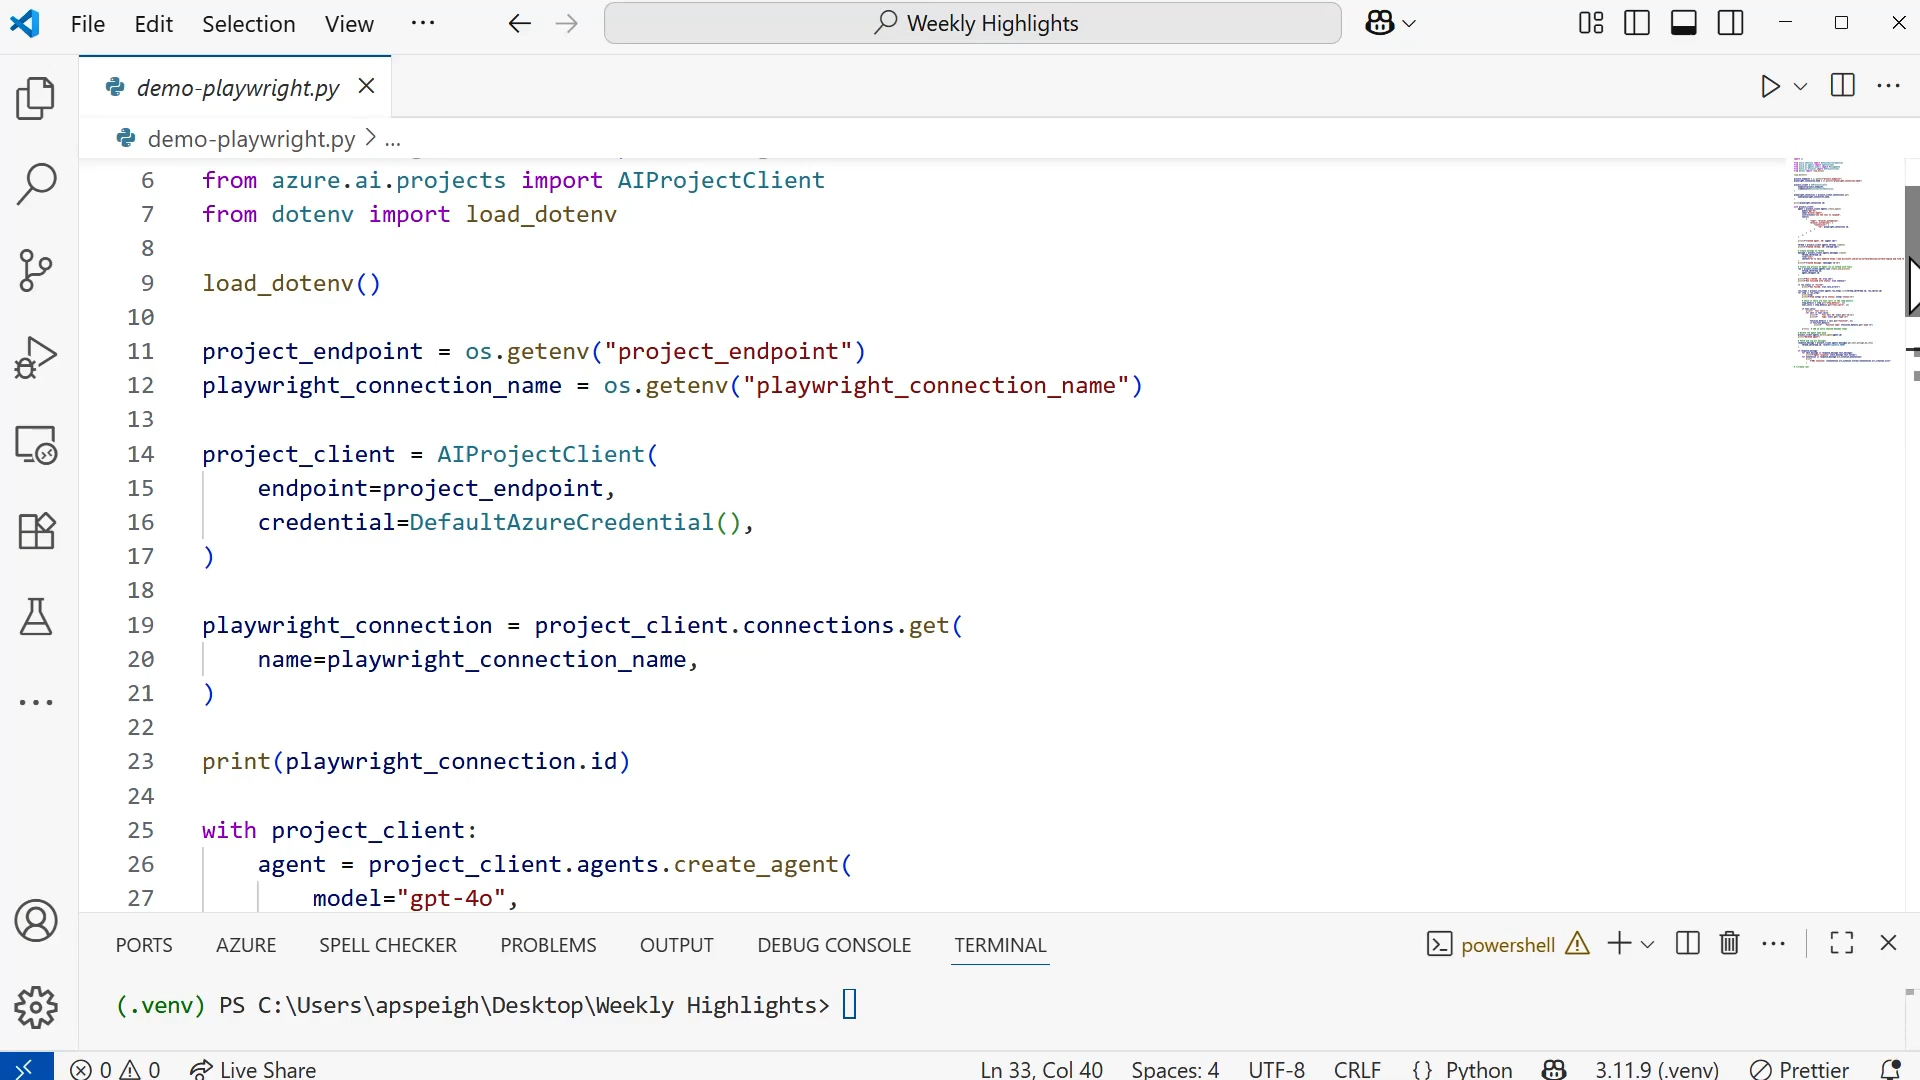 File Edit Selection View ··· Weekly Highlights
demo-playwright.py
demo-playwright.py > ...
6 from azure.ai.projects import AIProjectClient
7 from dotenv import load_dotenv
8
9 load_dotenv()
10
11 project_endpoint = os.getenv("project_endpoint")
12 playwright_connection_name = os.getenv("playwright_connection_name")
13
14 project_client = AIProjectClient(
15 endpoint=project_endpoint,
16 credential=DefaultAzureCredential(),
17 )
18
19 playwright_connection = project_client.connections.get(
20 name=playwright_connection_name,
21 )
22
23 print(playwright_connection.id)
24
25 with project_client:
26 agent = project_client.agents.create_agent(
27 model="gpt-4o",
PORTS AZURE SPELL CHECKER PROBLEMS OUTPUT DEBUG CONSOLE TERMINAL powershell
(.venv) PS C:\Users\apspeigh\Desktop\Weekly Highlights>
0 0 Live Share Ln 33, Col 40 Spaces: 4 UTF-8 CRLF {} Python 3.11.9 (.venv) Prettier